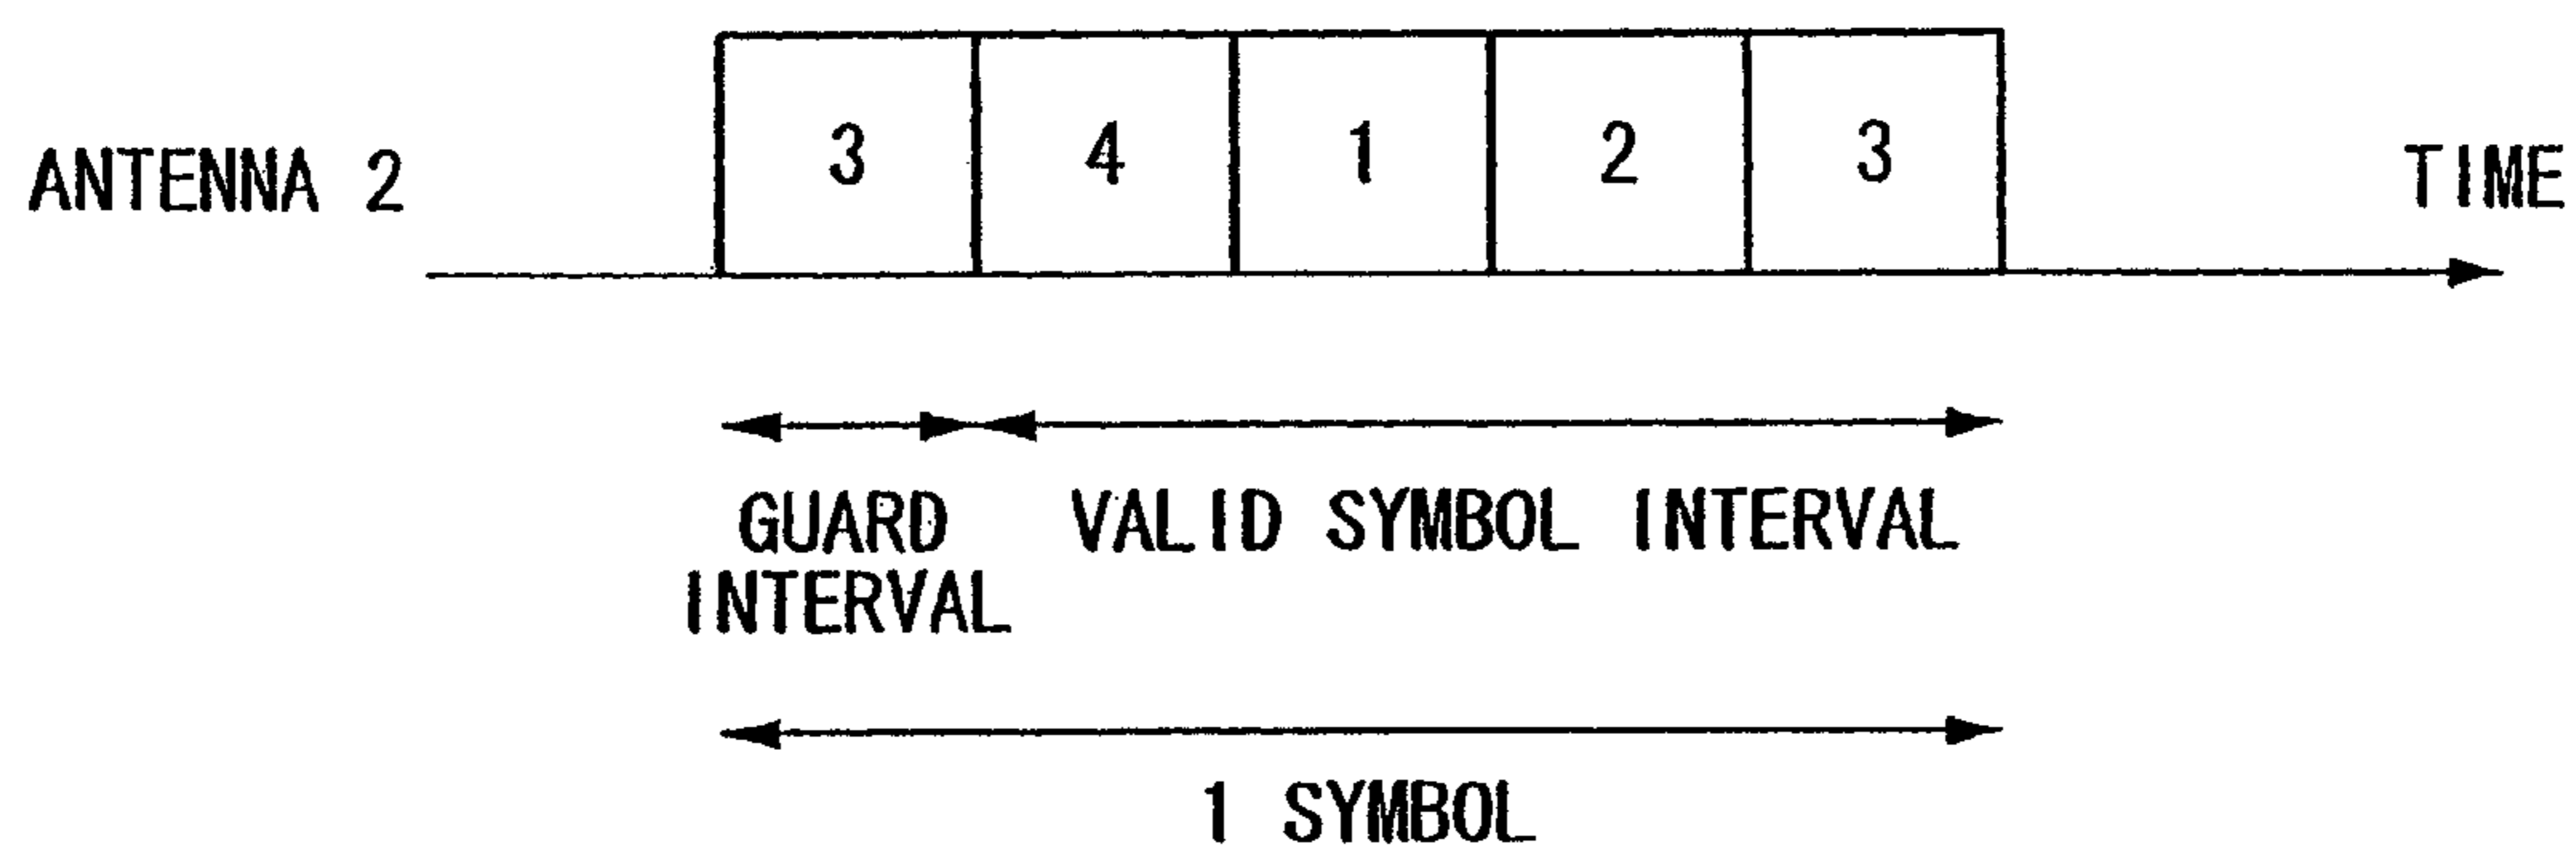 ANTENNA 2 3 4 1 2 3 TIME
GUARD VALID SYMBOL INTERVAL
INTERVAL
1 SYMBOL